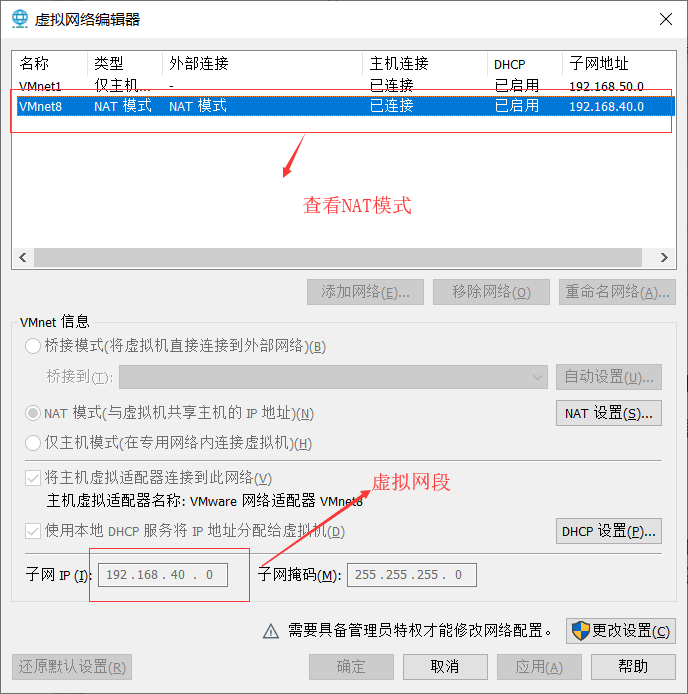 虚拟网络编辑器
名称 类型 外部连接 主机连接 DHCP 子网地址
VMnet1 仅主机... - 已连接 已启用 192.168.50.0
VMnet8 NAT 模式 NAT 模式 已连接 已启用 192.168.40.0
查看NAT模式
添加网络(E)... 移除网络(O) 重命名网络(A)...
VMnet 信息
桥接模式(将虚拟机直接连接到外部网络)(B)
桥接到(T): 自动设置(U)...
NAT 模式(与虚拟机共享主机的 IP 地址)(N) NAT 设置(S)...
仅主机模式(在专用网络内连接虚拟机)(H)
将主机虚拟适配器连接到此网络(V)
虚拟网段
主机虚拟适配器名称: VMware 网络适配器 VMnet8
使用本地 DHCP 服务将 IP 地址分配给虚拟机(D) DHCP 设置(P)...
子网 IP (I): 192 . 168 . 40 . 0 子网掩码(M): 255 . 255 . 255 . 0
需要具备管理员特权才能修改网络配置。 更改设置(C)
还原默认设置(R) 确定 取消 应用(A) 帮助